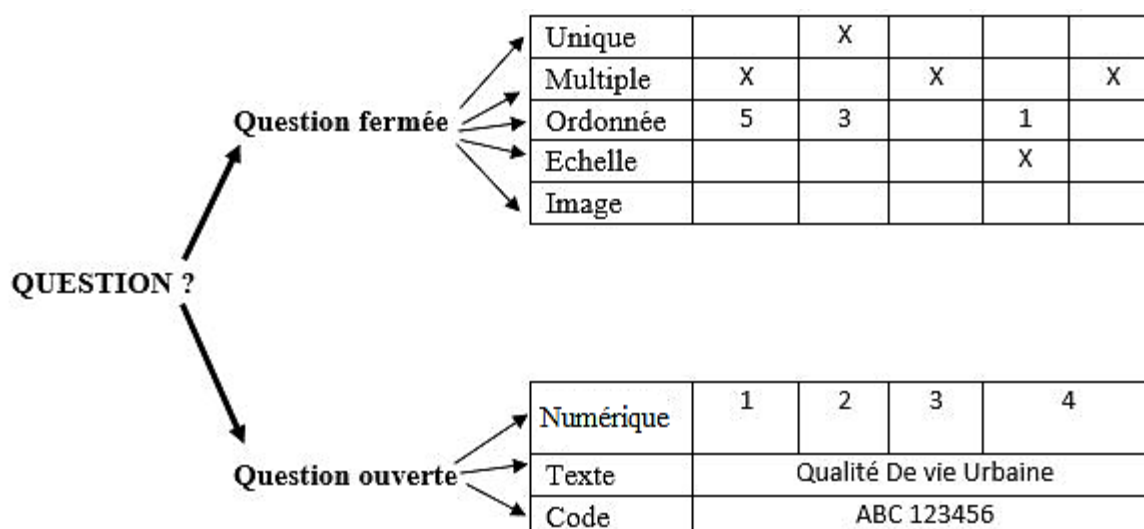 Unique X
Multiple X X X
Question fermée Ordonnée 5 3 1
Echelle X
Image
QUESTION ?
Numérique 1 2 3 4
Question ouverte Texte Qualité De vie Urbaine
Code ABC 123456